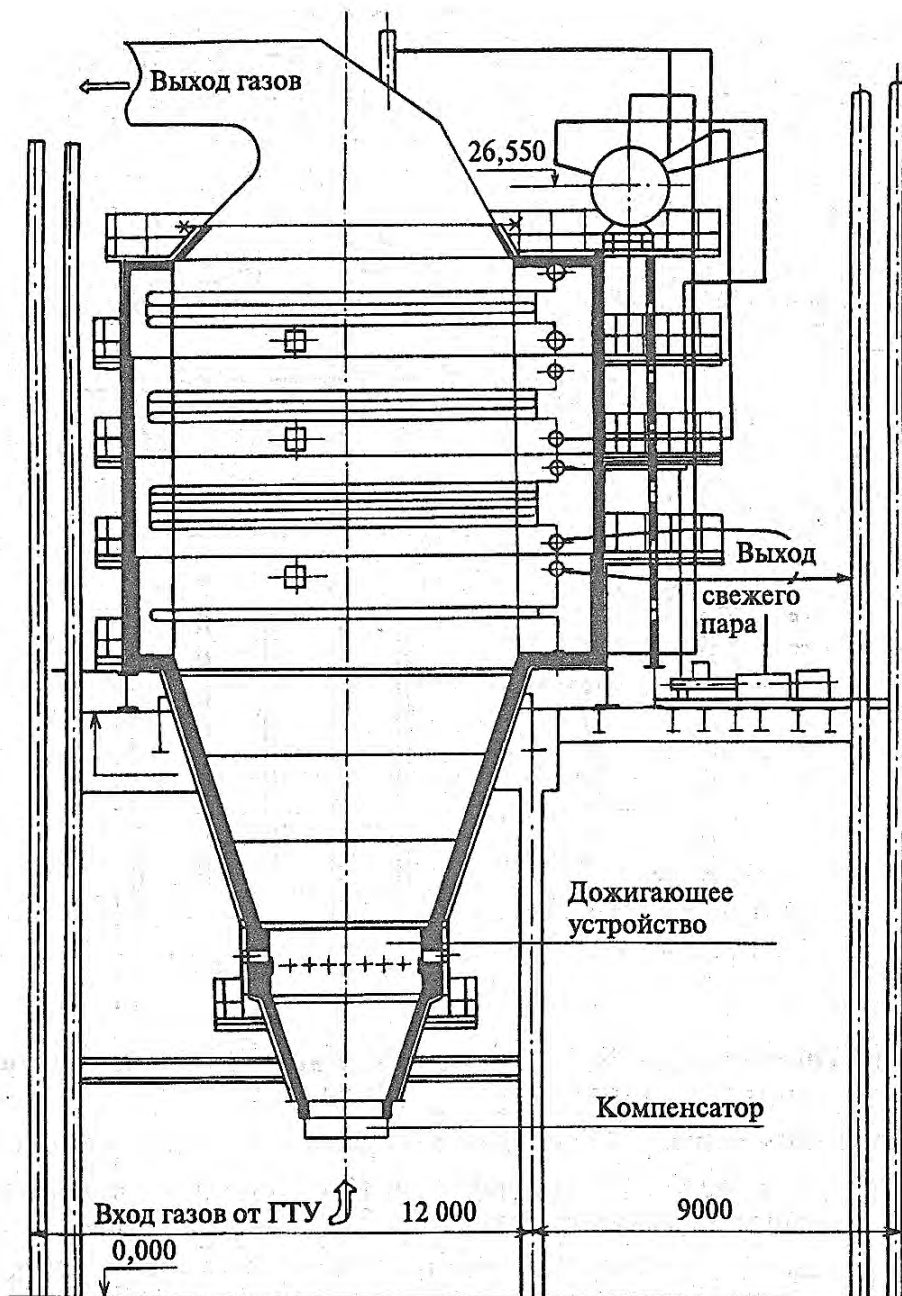 Выход газов
26,550
Выход
свежего
пара
Дожигающее
устройство
Компенсатор
Вход газов от ГТУ
12 000
9000
0,000